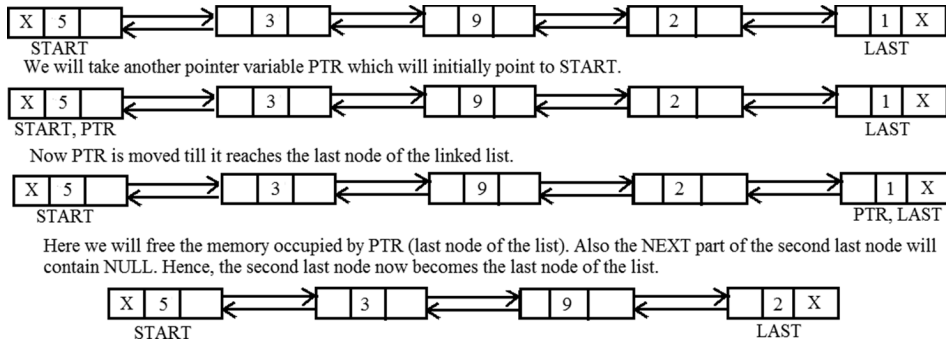 X 5 3 9 2 1 X
START LAST
We will take another pointer variable PTR which will initially point to START.
X 5 3 9 2 1 X
START, PTR LAST
Now PTR is moved till it reaches the last node of the linked list.
X 5 3 9 2 1 X
START PTR, LAST
Here we will free the memory occupied by PTR (last node of the list). Also the NEXT part of the second last node will
contain NULL. Hence, the second last node now becomes the last node of the list.
X 5 3 9 2 X
START LAST